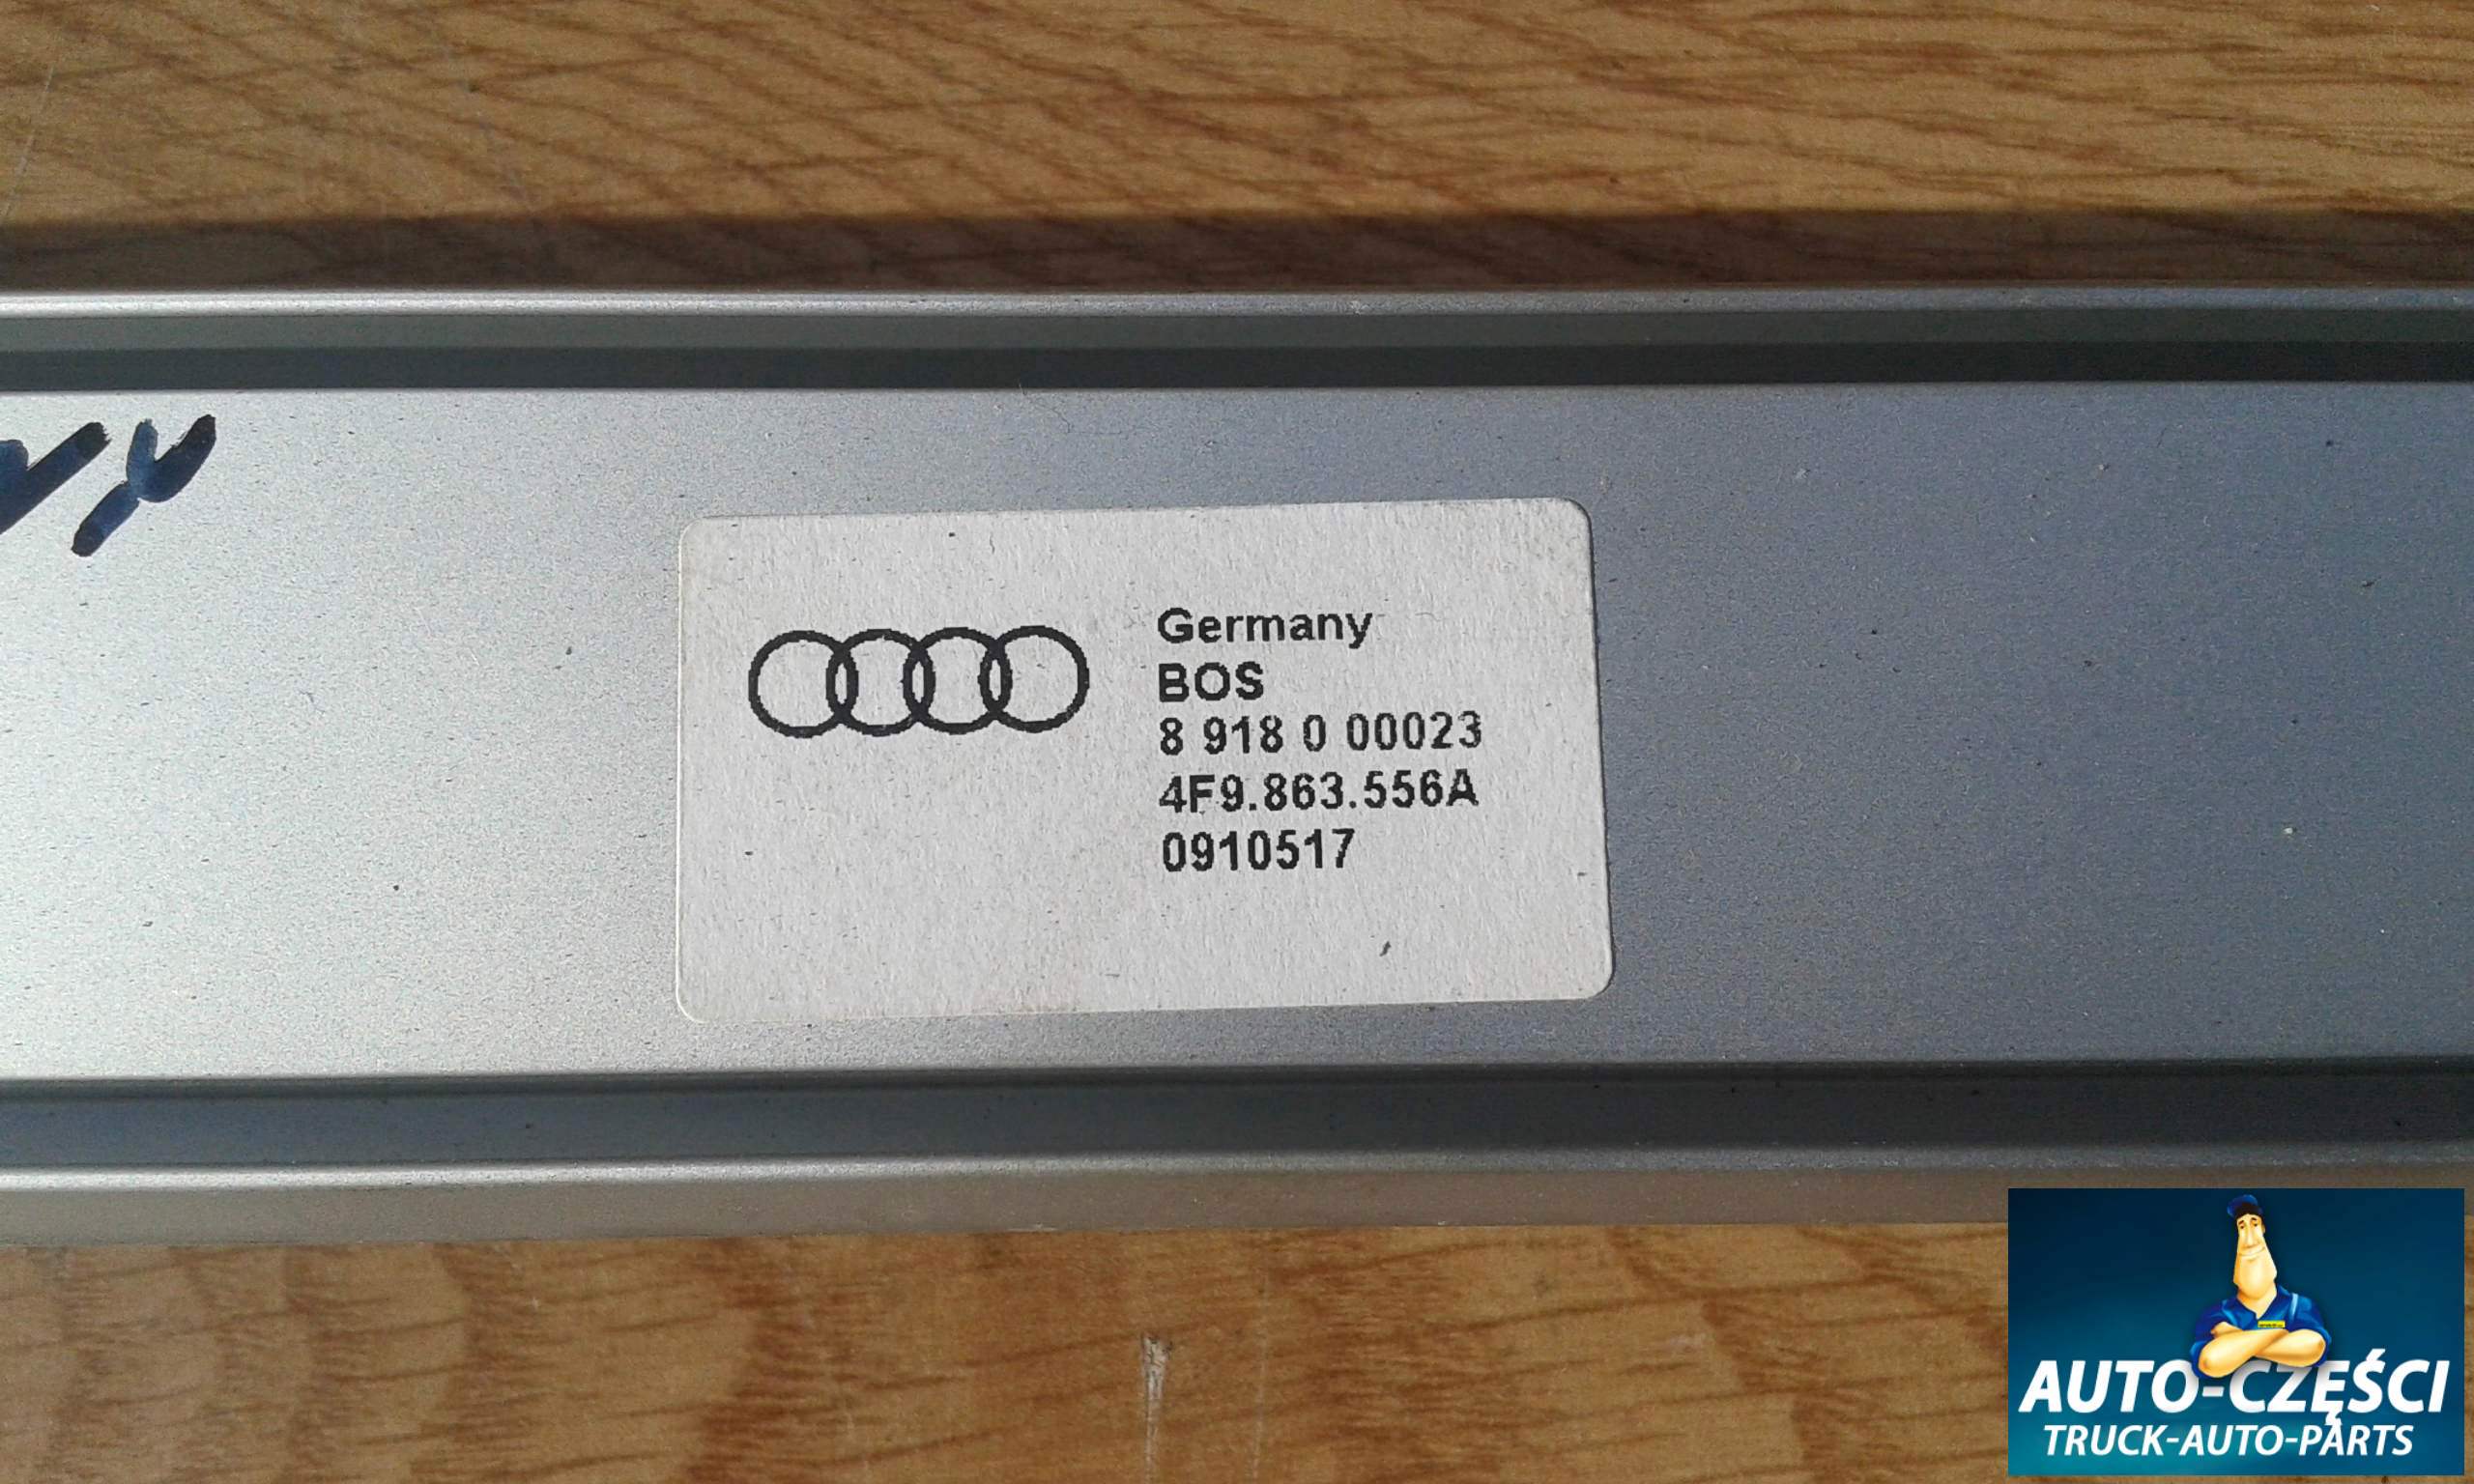 Germany
BOS
8 918 0 00023
4F9.863.556A
0910517
AUTO-CZĘŚCI
TRUCK-AUTO-PARTS